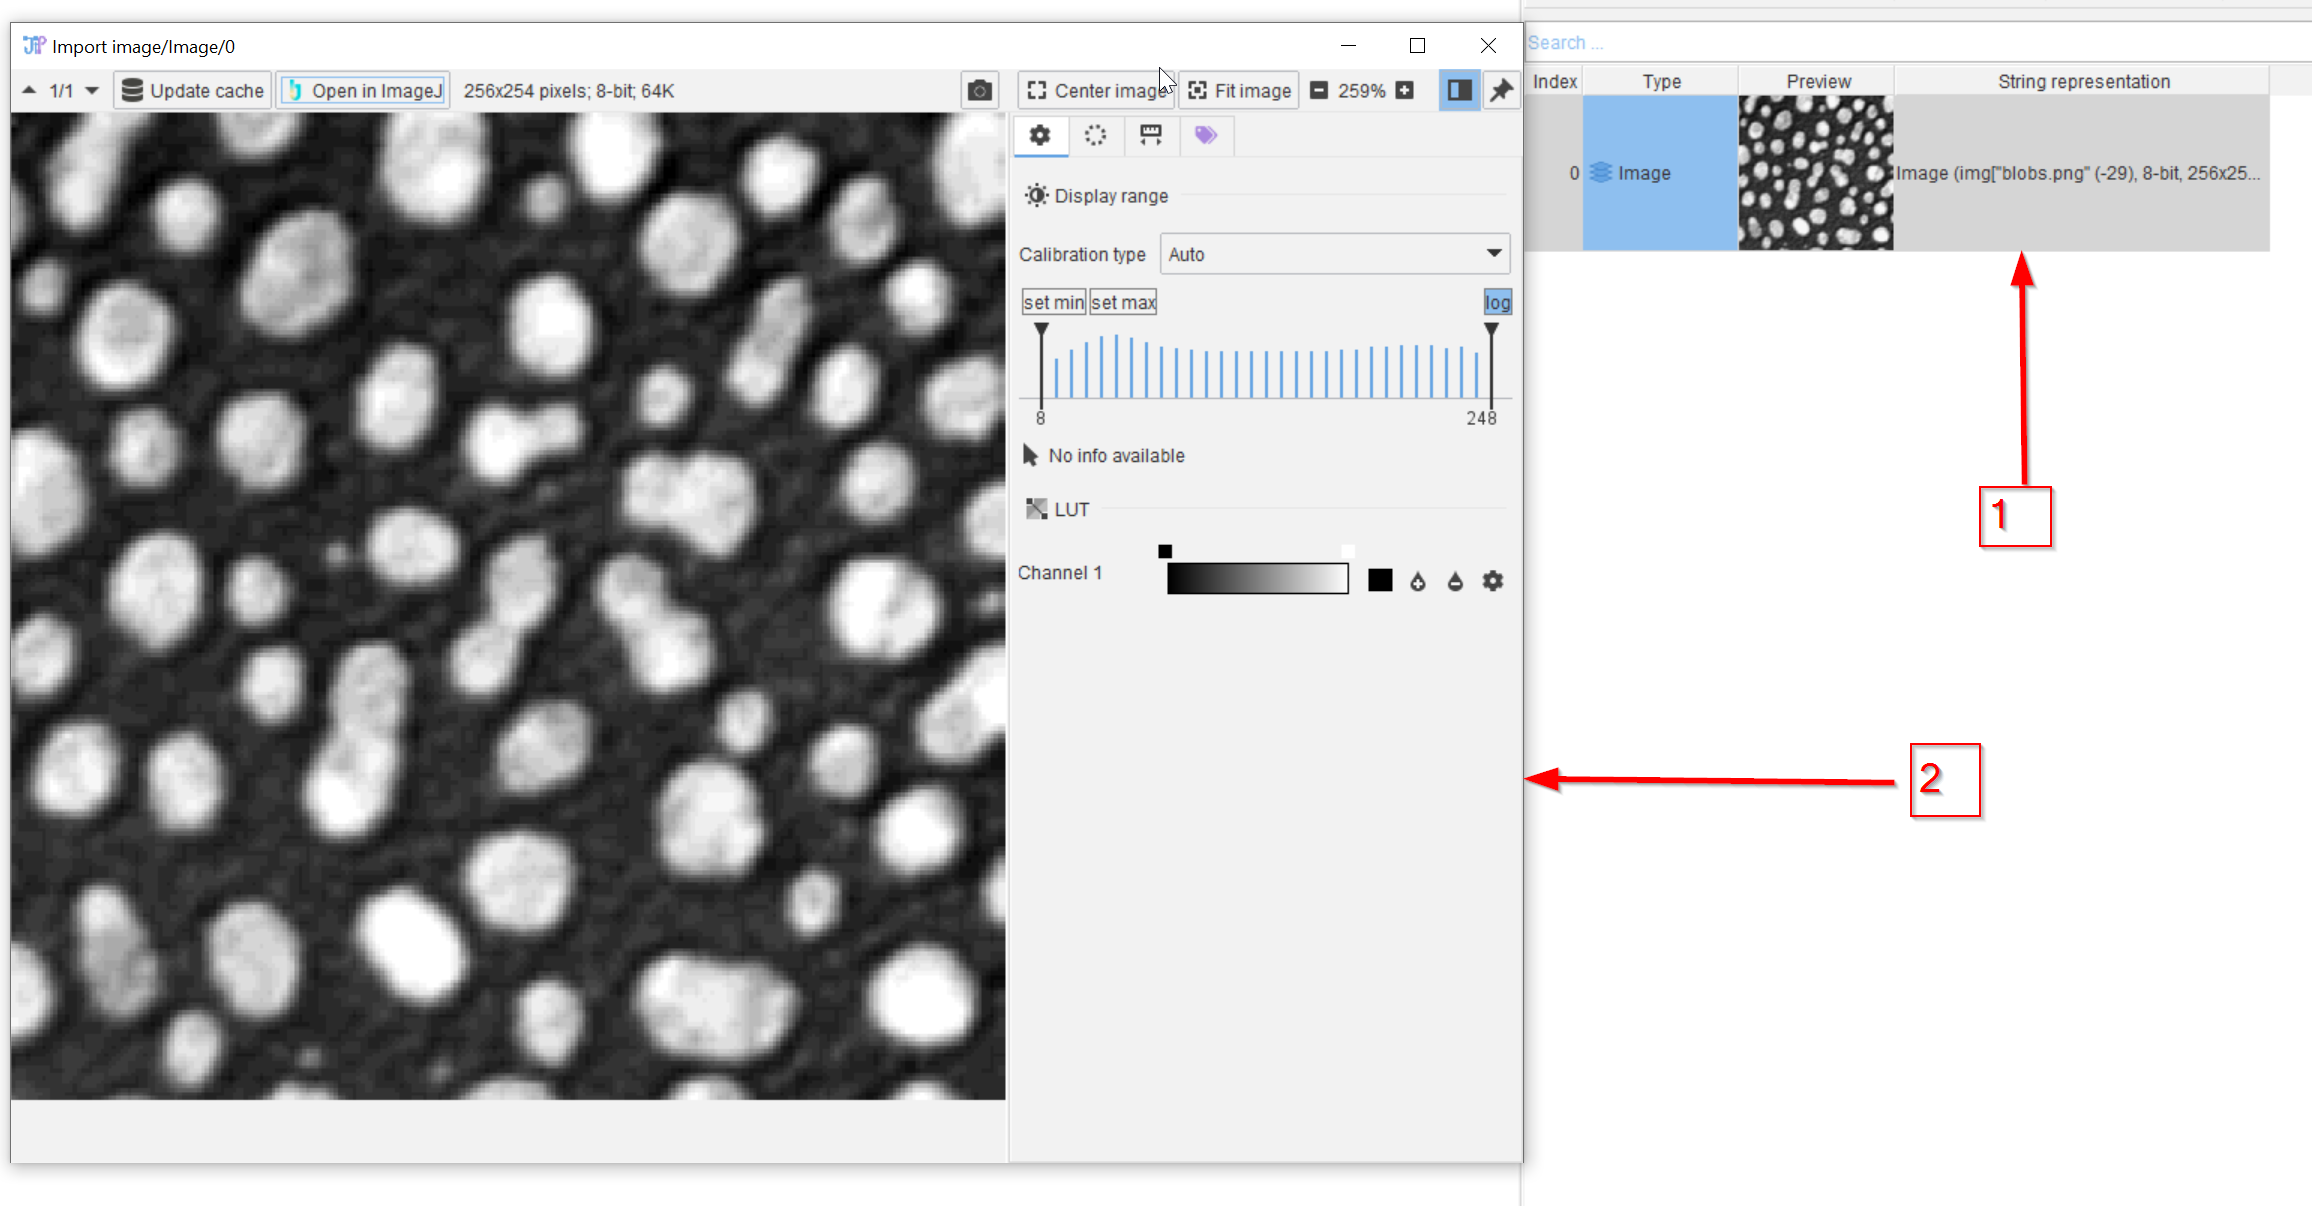 Import image/Image/0
1/1 Update cache Open in ImageJ 256x254 pixels; 8-bit; 64K Center image Fit image 259%
Display range
Calibration type Auto
set min set max log
8 248
No info available
LUT
Channel 1
Search ...
Index Type Preview String representation
0 Image Image (img["blobs.png" (-29), 8-bit, 256x25...
1
2